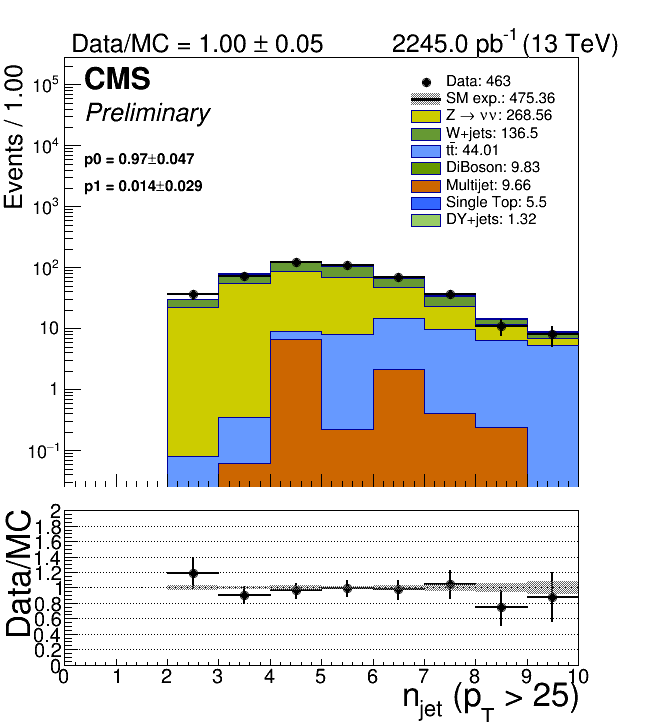 Data/MC = 1.00 ± 0.05 2245.0 pb⁻¹ (13 TeV)
CMS
Preliminary
p0 = 0.97±0.047
p1 = 0.014±0.029
Data: 463
SM exp.: 475.36
Z → νν: 268.56
W+jets: 136.5
tt̄: 44.01
DiBoson: 9.83
Multijet: 9.66
Single Top: 5.5
DY+jets: 1.32
Events / 1.00
10⁵
10⁴
10³
10²
10
1
10⁻¹
Data/MC
2
1.8
1.6
1.4
1.2
1
0.8
0.6
0.4
0.2
0
0 1 2 3 4 5 6 7 8 9 10
n_jet (p_T > 25)